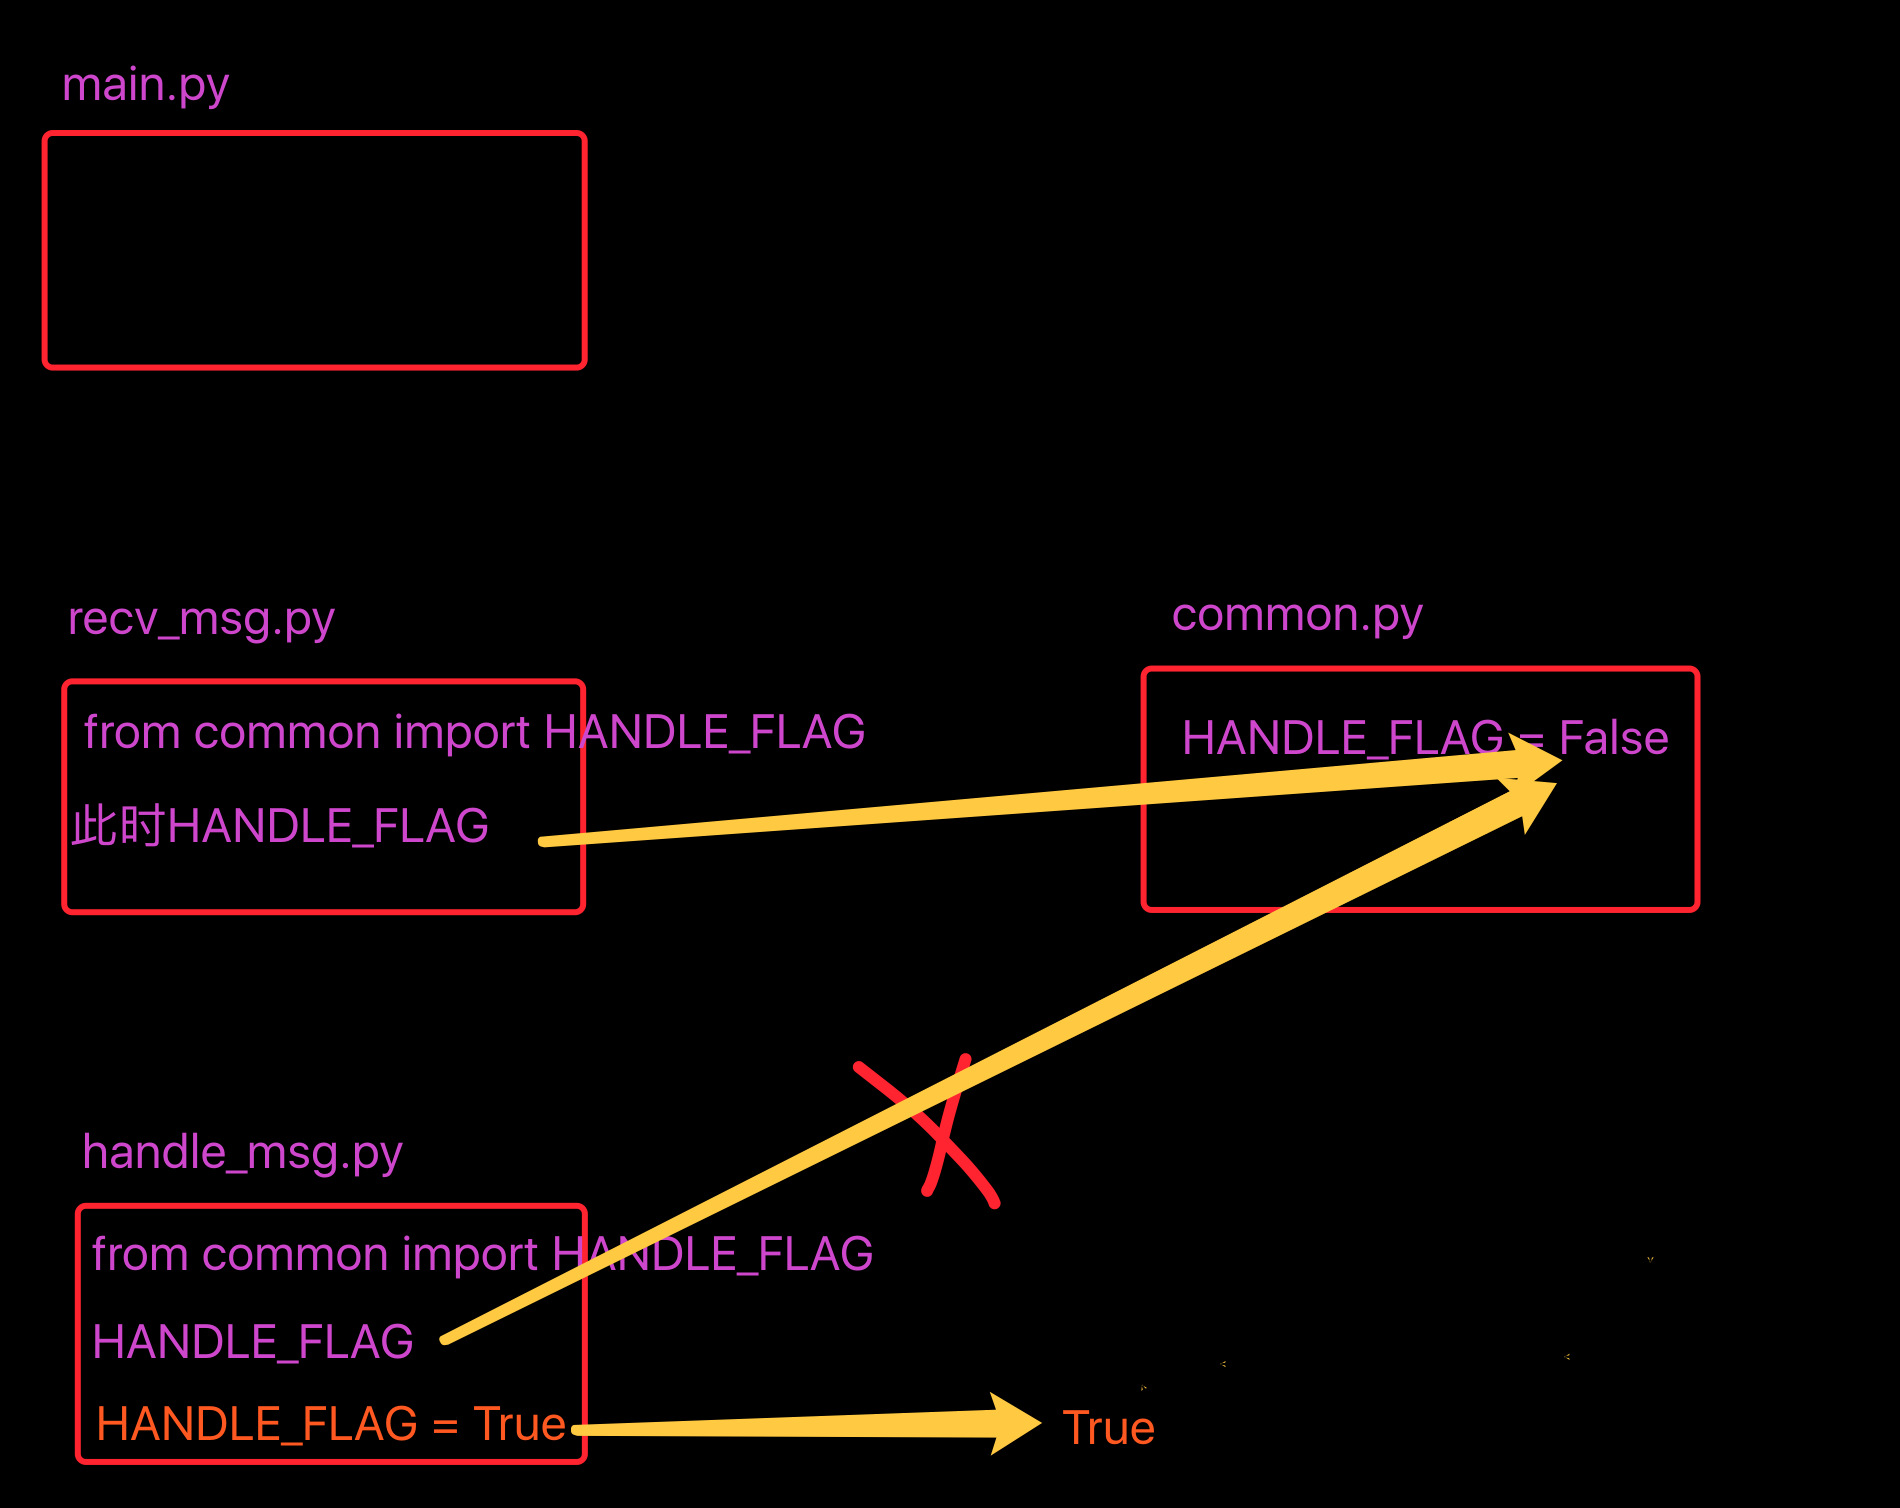 main.py
recv_msg.py
from common import HANDLE_FLAG
此时HANDLE_FLAG
common.py
HANDLE_FLAG = False
handle_msg.py
from common import HANDLE_FLAG
HANDLE_FLAG
HANDLE_FLAG = True
True